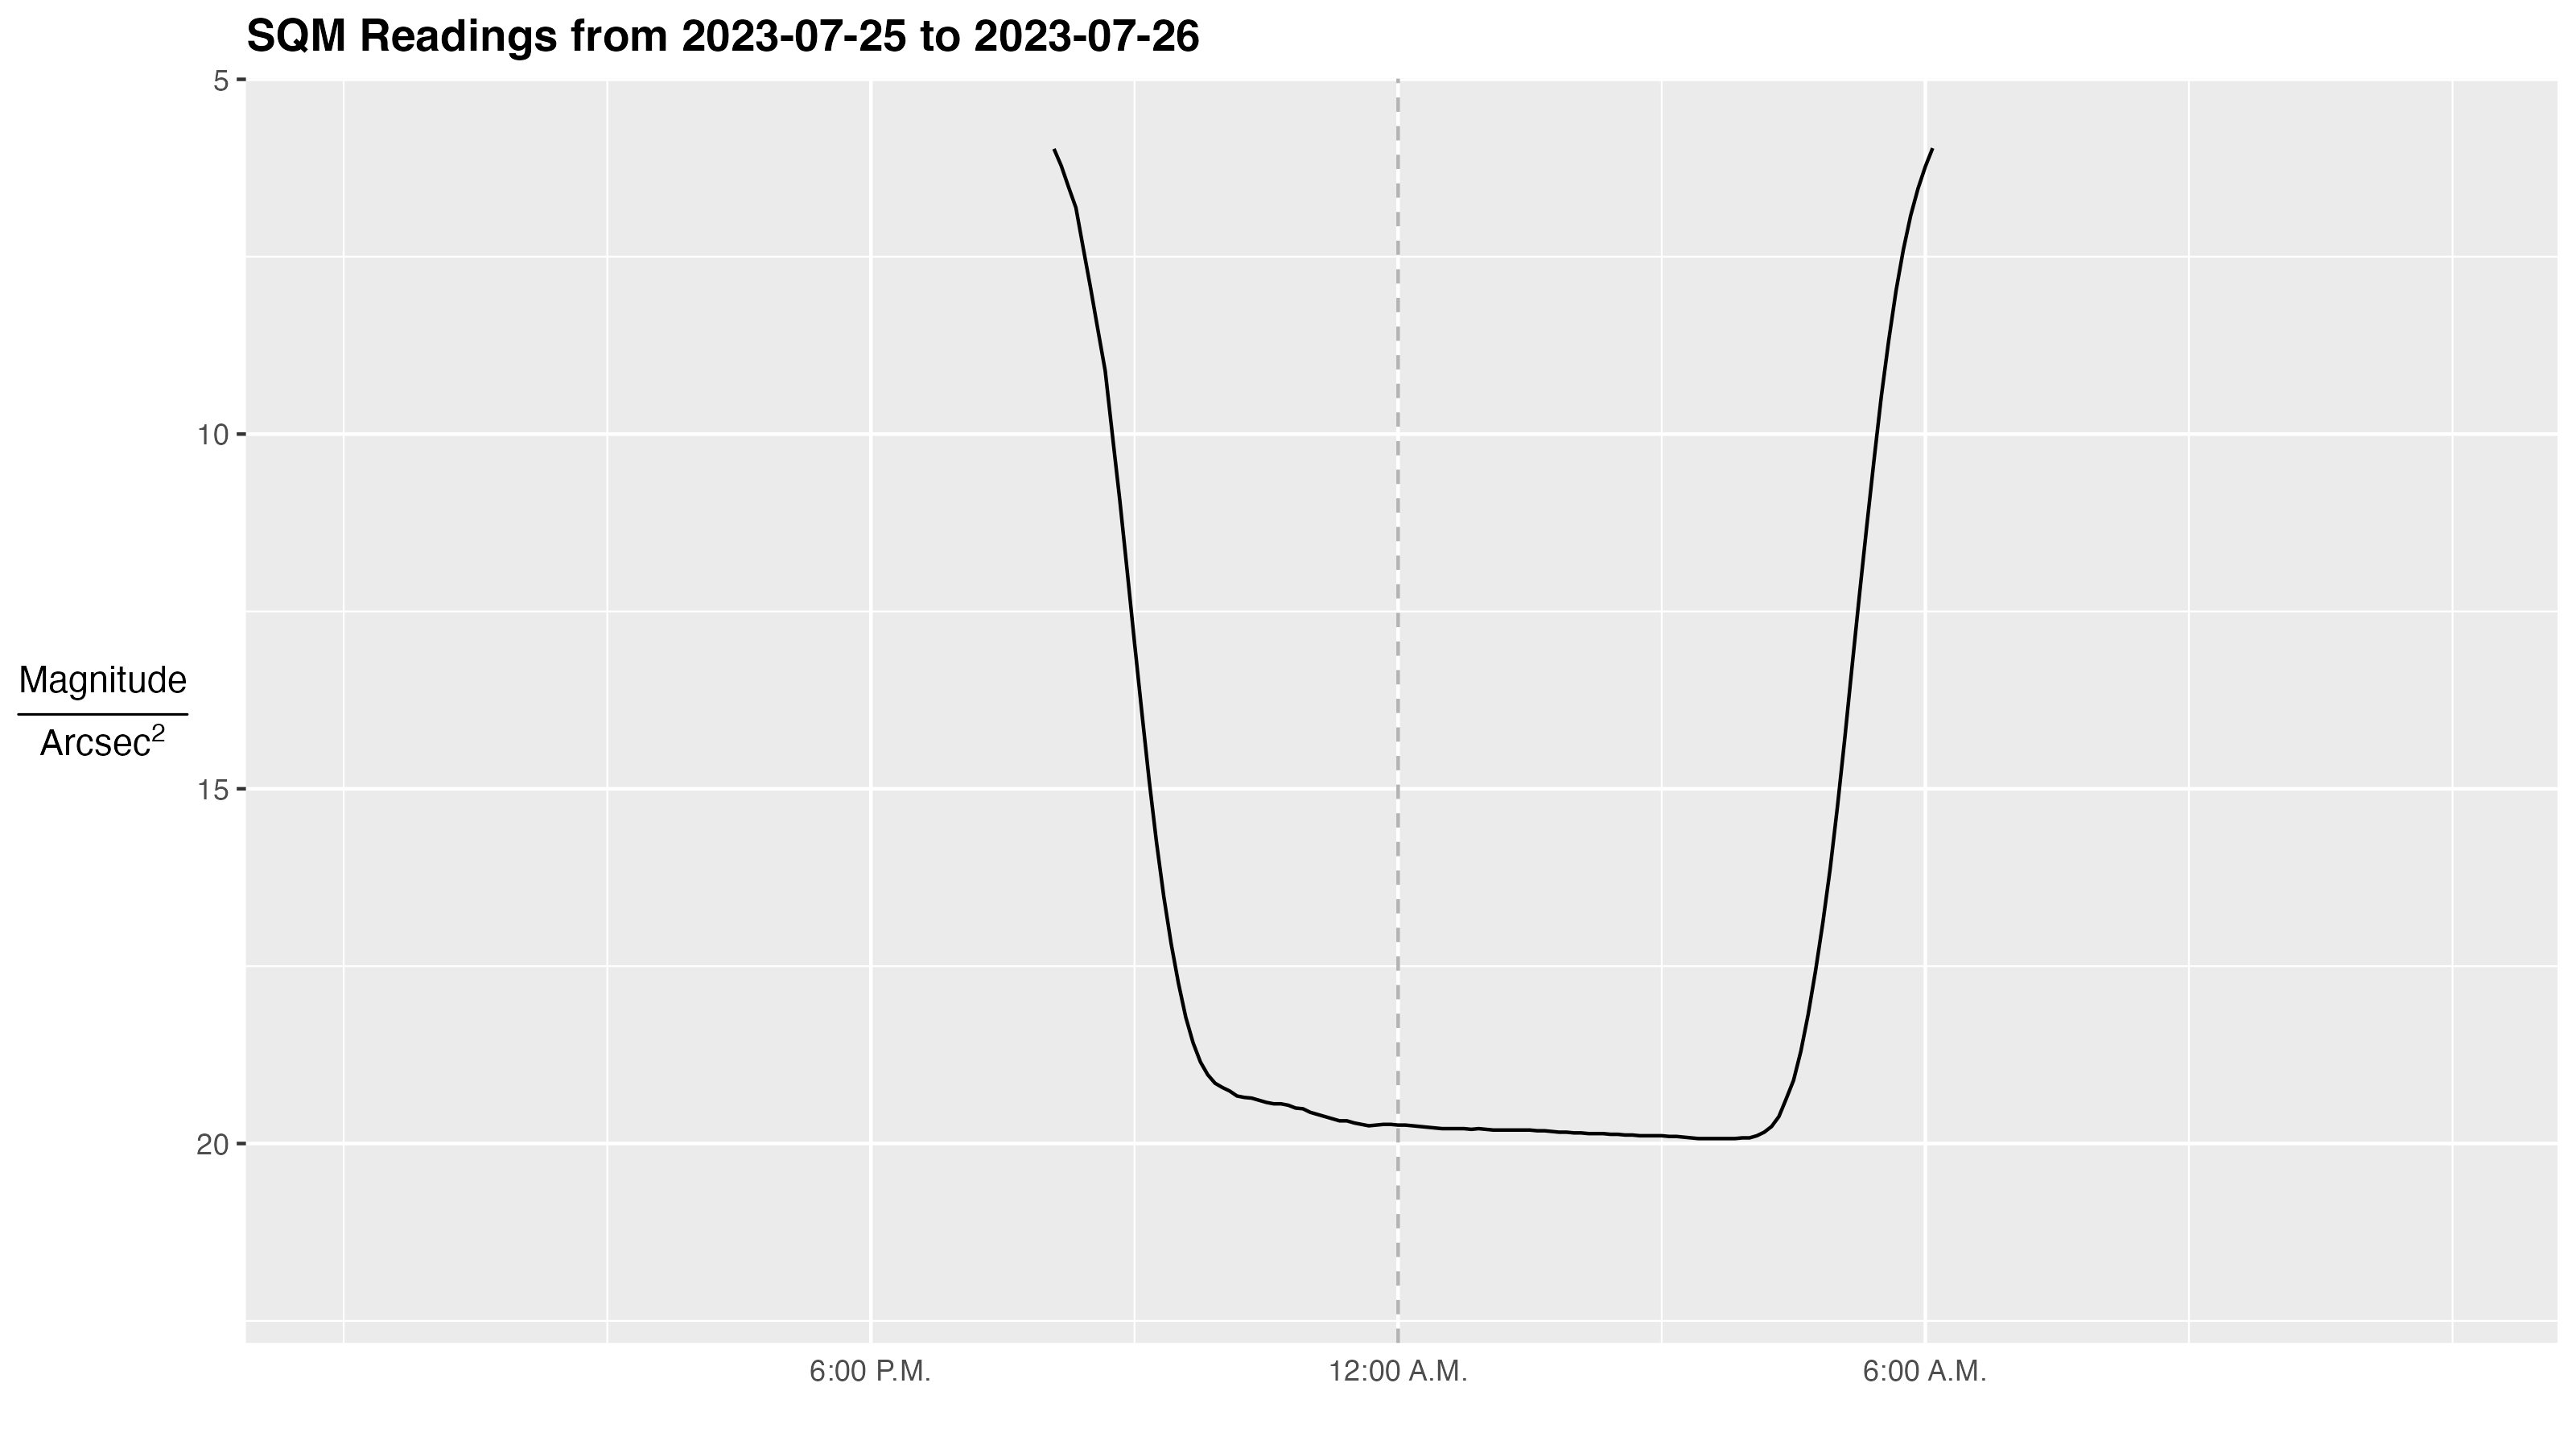 SQM Readings from 2023-07-25 to 2023-07-26
5
10
15
20
Magnitude
Arcsec²
6:00 P.M.
12:00 A.M.
6:00 A.M.